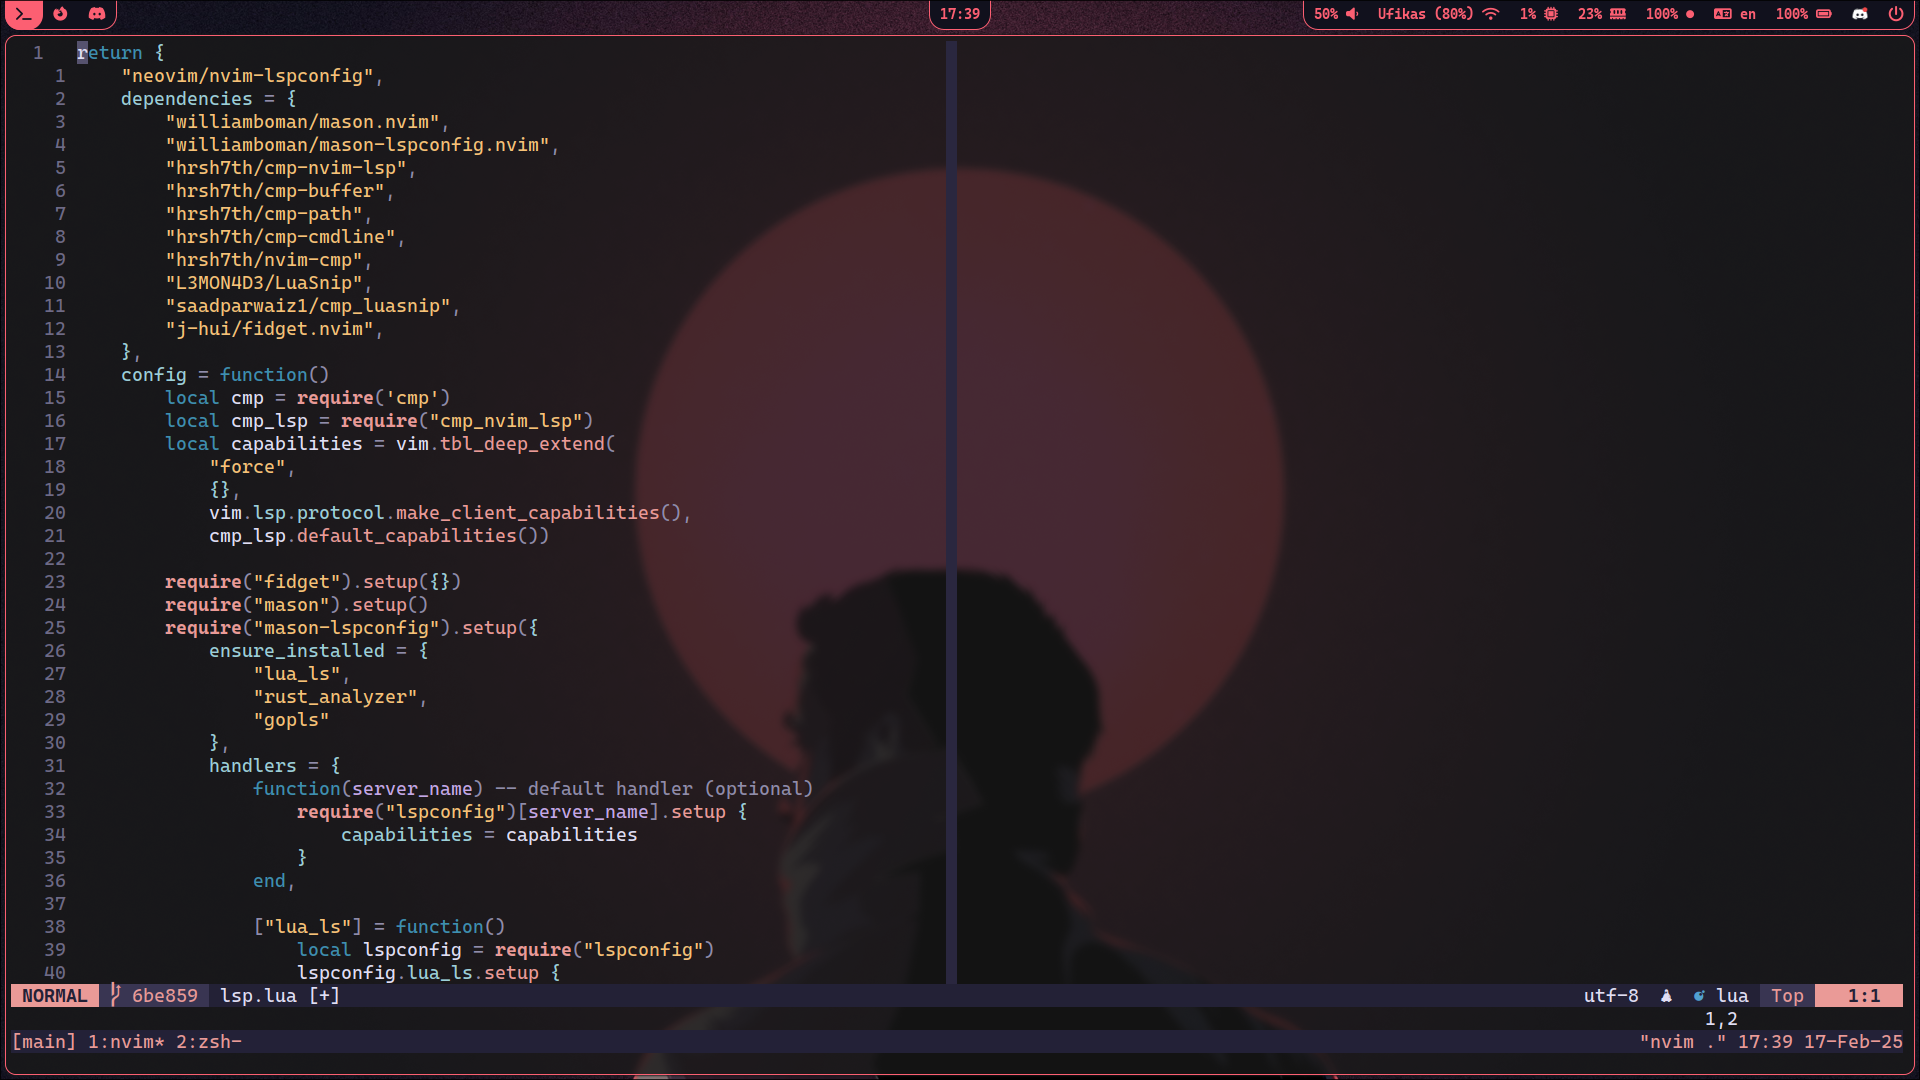 17:39
50% Ufikas (80%) 1% 23% 100% en 100%
1 return {
1 "neovim/nvim-lspconfig",
2 dependencies = {
3 "williamboman/mason.nvim",
4 "williamboman/mason-lspconfig.nvim",
5 "hrsh7th/cmp-nvim-lsp",
6 "hrsh7th/cmp-buffer",
7 "hrsh7th/cmp-path",
8 "hrsh7th/cmp-cmdline",
9 "hrsh7th/nvim-cmp",
10 "L3MON4D3/LuaSnip",
11 "saadparwaiz1/cmp_luasnip",
12 "j-hui/fidget.nvim",
13 },
14 config = function()
15 local cmp = require('cmp')
16 local cmp_lsp = require("cmp_nvim_lsp")
17 local capabilities = vim.tbl_deep_extend(
18 "force",
19 {},
20 vim.lsp.protocol.make_client_capabilities(),
21 cmp_lsp.default_capabilities())
22
23 require("fidget").setup({})
24 require("mason").setup()
25 require("mason-lspconfig").setup({
26 ensure_installed = {
27 "lua_ls",
28 "rust_analyzer",
29 "gopls"
30 },
31 handlers = {
32 function(server_name) -- default handler (optional)
33 require("lspconfig")[server_name].setup {
34 capabilities = capabilities
35 }
36 end,
37
38 ["lua_ls"] = function()
39 local lspconfig = require("lspconfig")
40 lspconfig.lua_ls.setup {
NORMAL 6be859 lsp.lua [+] utf-8 lua Top 1:1
1,2
[main] 1:nvim* 2:zsh- "nvim ." 17:39 17-Feb-25